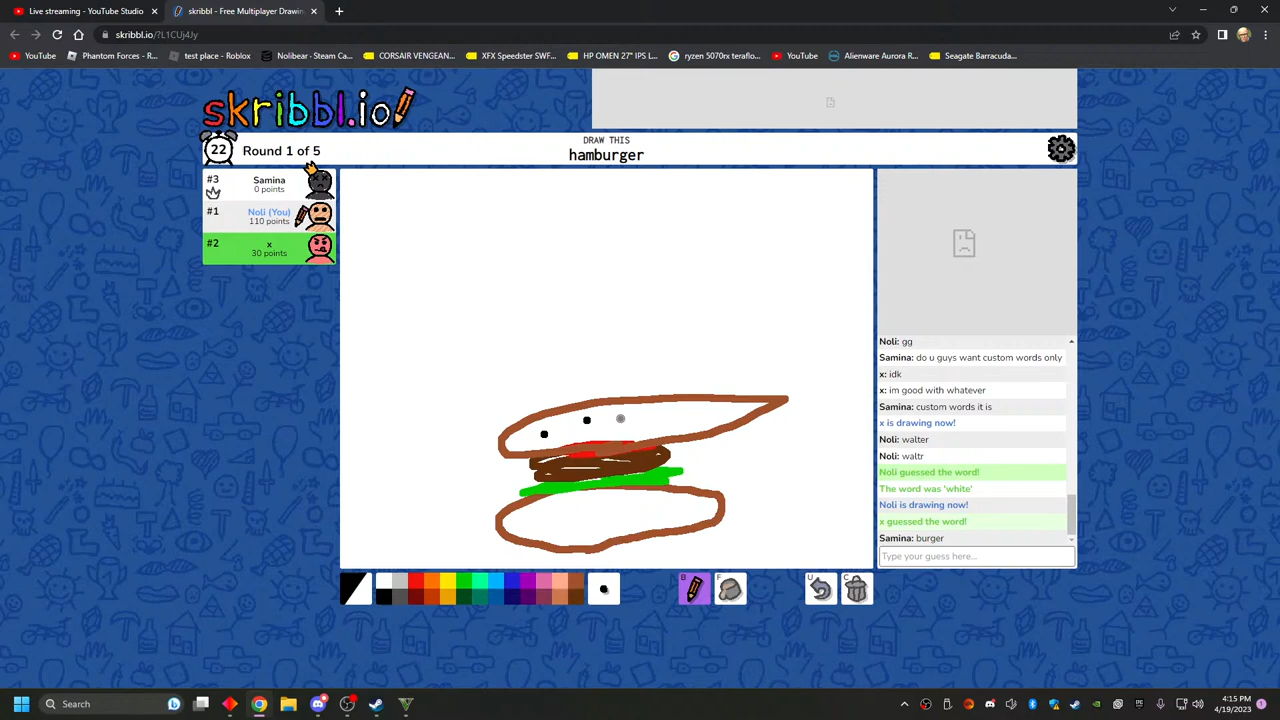 Live streaming - YouTube Studio
skribbl - Free Multiplayer Drawin
skribbl.io/?L1CUj4Jy
YouTube
Phantom Forces - R...
test place - Roblox
Nolibear - Steam Ca...
CORSAIR VENGEAN...
XFX Speedster SWF...
HP OMEN 27" IPS L...
ryzen 5070x teraflo...
YouTube
Alienware Aurora R...
Seagate Barracuda...
skribbl.io
22
Round 1 of 5
DRAW THIS
hamburger
#3
Samina
0 points
#1
Noli (You)
110 points
#2
x
30 points
Noli: gg
Samina: do u guys want custom words only
x: idk
x: im good with whatever
Samina: custom words it is
x is drawing now!
Noli: walter
Noli: waltr
Noli guessed the word!
The word was 'white'
Noli is drawing now!
x guessed the word!
Samina: burger
Type your guess here...
B
F
U
C
Search
4:15 PM
4/19/2023
1